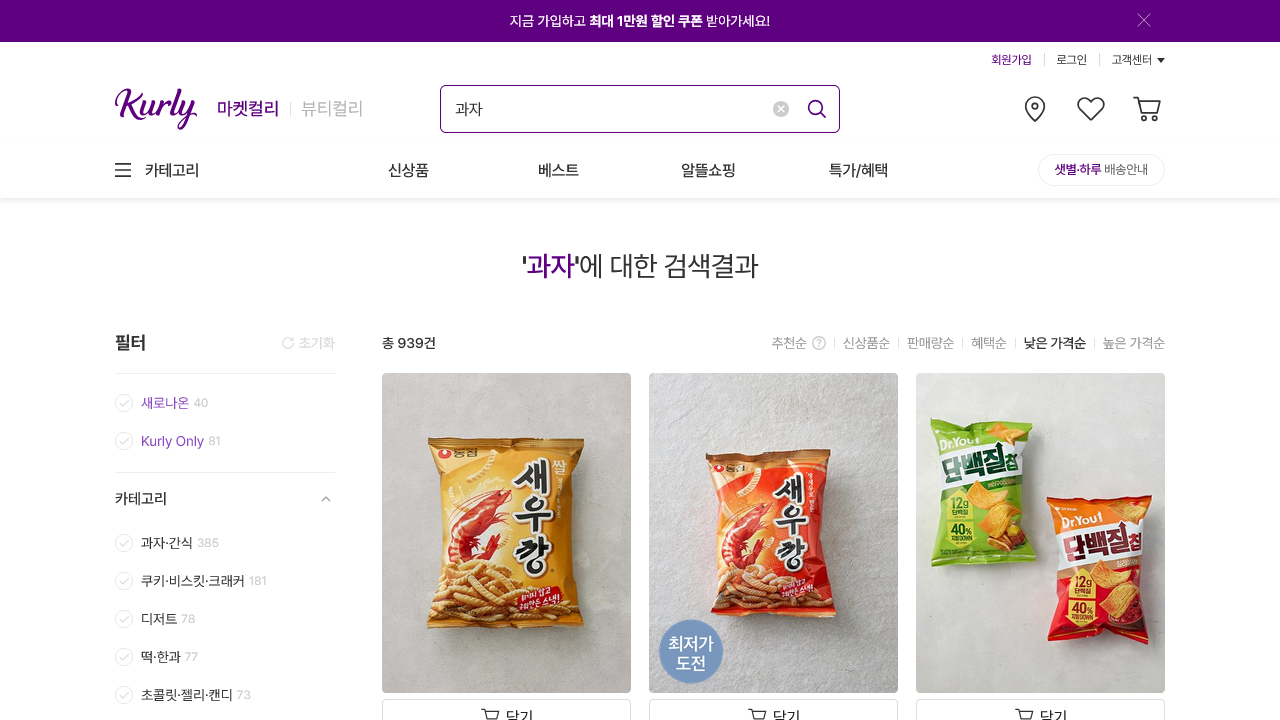 지금 가입하고 최대 1만원 할인 쿠폰 받아가세요!
회원가입 로그인 고객센터
Kurly 마켓컬리 뷰티컬리
과자
카테고리 신상품 베스트 알뜰쇼핑 특가/혜택 샛별·하루 배송안내
'과자'에 대한 검색결과
필터 초기화
총 939건 추천순 신상품순 판매량순 혜택순 낮은 가격순 높은 가격순
새로나온 40
Kurly Only 81
카테고리
과자·간식 385
쿠키·비스킷·크래커 181
디저트 78
떡·한과 77
초콜릿·젤리·캔디 73
농심
쌀
새우깡
농심
새우깡
최저가
도전
Dr.You
단백질칩
12g
단백질
40%
지방DOWN
Dr.You
단백질칩
12g
단백질
40%
지방DOWN
담기
담기
담기